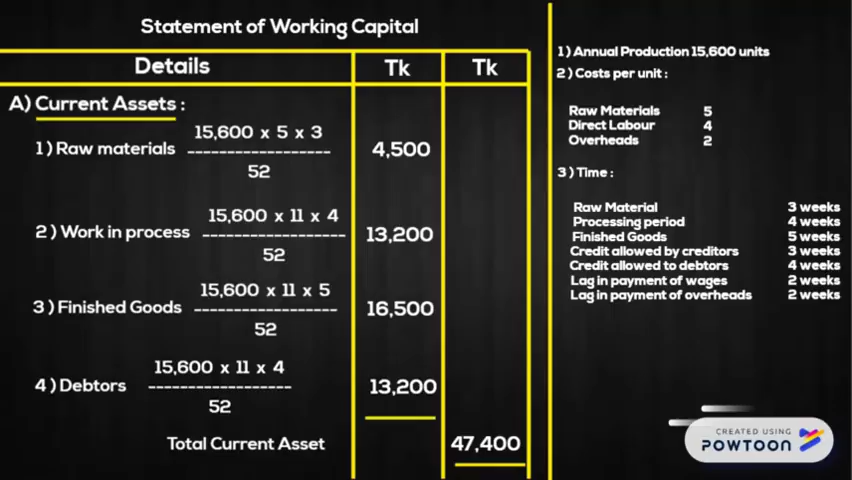 Statement of Working Capital
Details Tk Tk
A) Current Assets :
1) Raw materials 15,600 x 5 x 3
------------------ 4,500
52
2) Work in process 15,600 x 11 x 4
------------------ 13,200
52
3) Finished Goods 15,600 x 11 x 5
------------------ 16,500
52
4) Debtors 15,600 x 11 x 4
------------------ 13,200
52
Total Current Asset 47,400
1) Annual Production 15,600 units
2) Costs per unit :
Raw Materials 5
Direct Labour 4
Overheads 2
3) Time :
Raw Material 3 weeks
Processing period 4 weeks
Finished Goods 5 weeks
Credit allowed by creditors 3 weeks
Credit allowed to debtors 4 weeks
Lag in payment of wages 2 weeks
Lag in payment of overheads 2 weeks
CREATED USING
POWTOON